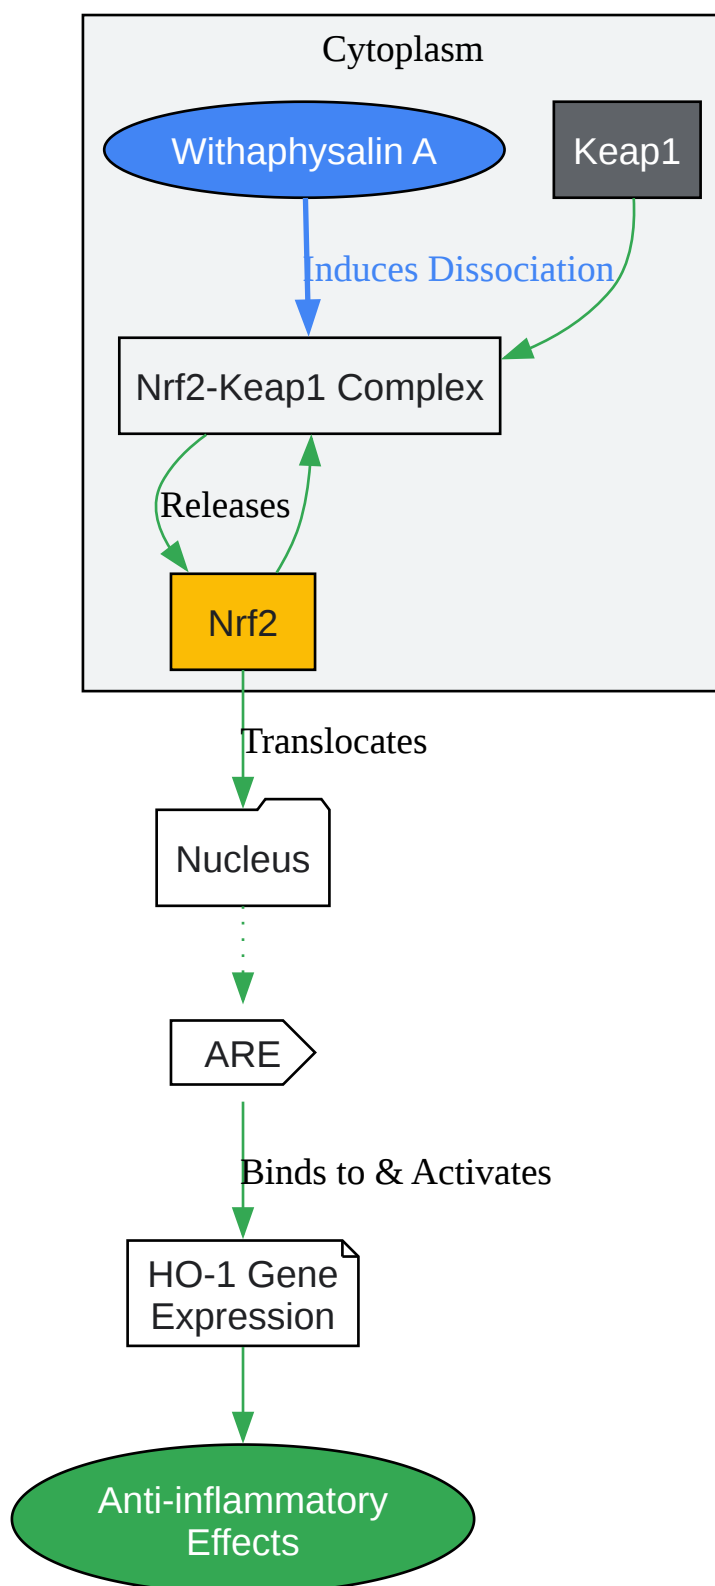 Cytoplasm
Withaphysalin A
Keap1
Induces Dissociation
Nrf2-Keap1 Complex
Releases
Nrf2
Translocates
Nucleus
ARE
Binds to & Activates
HO-1 Gene
Expression
Anti-inflammatory
Effects